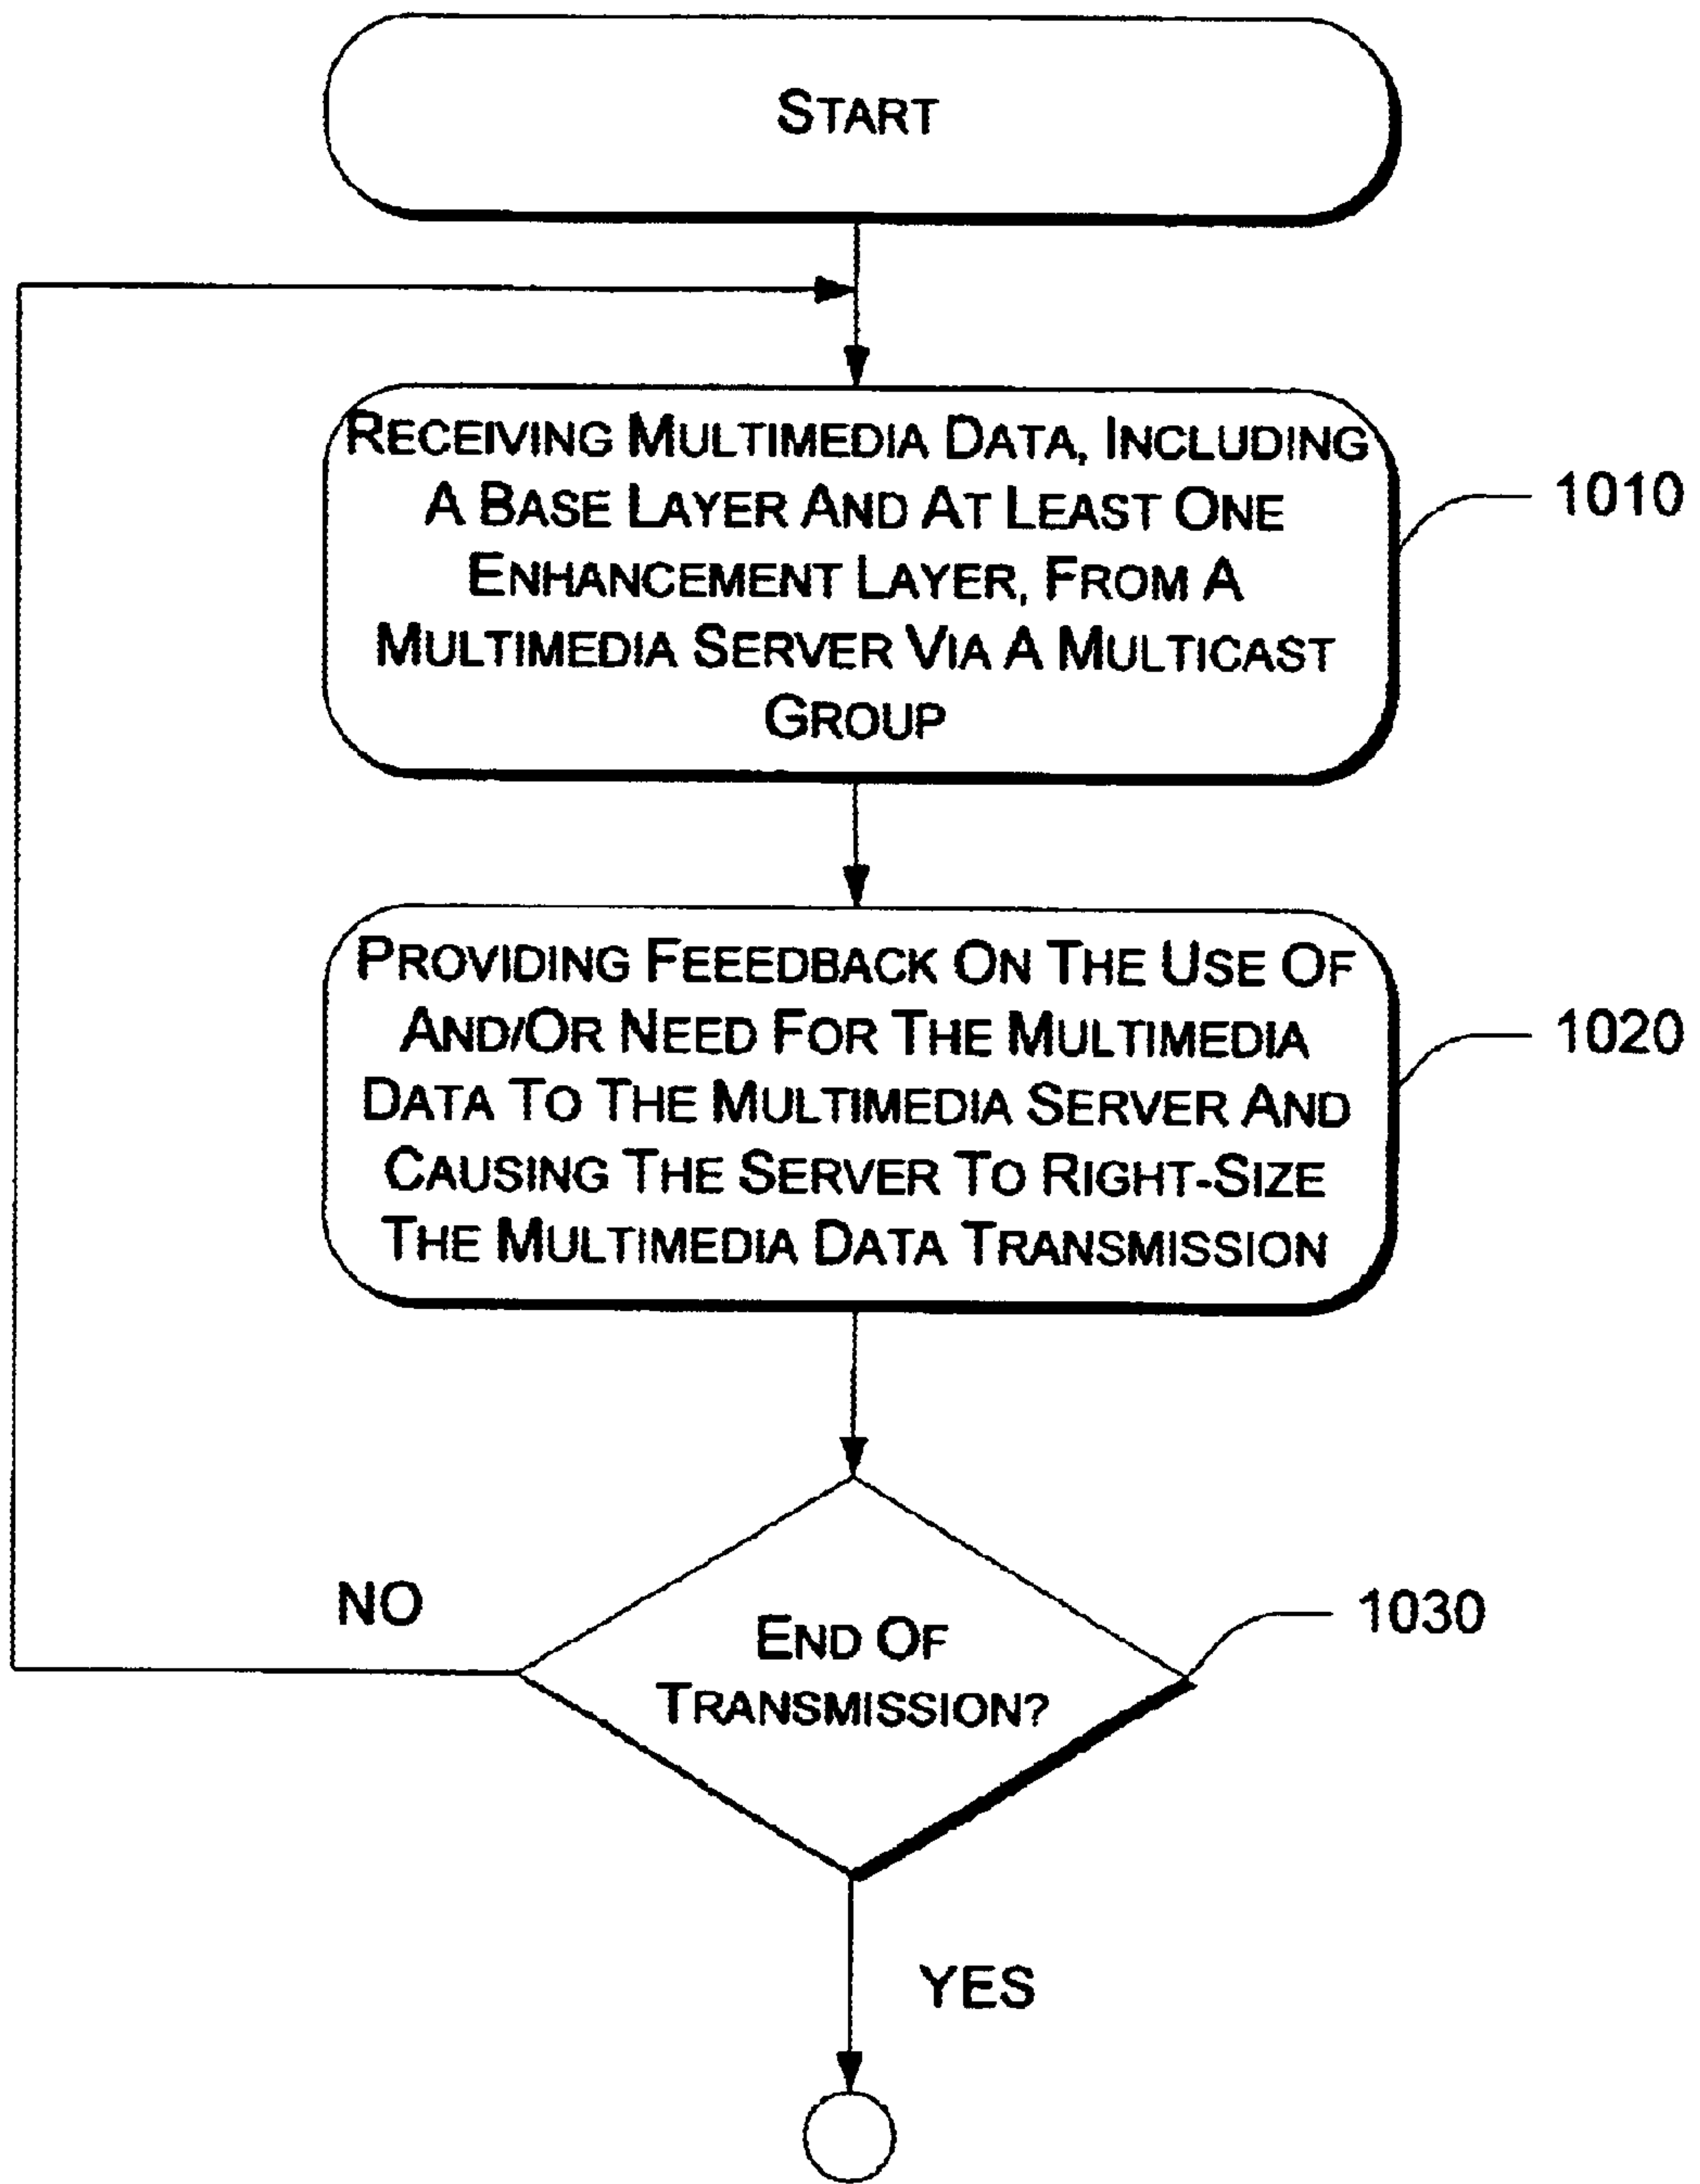 START
RECEIVING MULTIMEDIA DATA, INCLUDING
A BASE LAYER AND AT LEAST ONE
ENHANCEMENT LAYER, FROM A
MULTIMEDIA SERVER VIA A MULTICAST
GROUP
1010
PROVIDING FEEEDBACK ON THE USE OF
AND/OR NEED FOR THE MULTIMEDIA
DATA TO THE MULTIMEDIA SERVER AND
CAUSING THE SERVER TO RIGHT-SIZE
THE MULTIMEDIA DATA TRANSMISSION
1020
NO
END OF
TRANSMISSION?
1030
YES